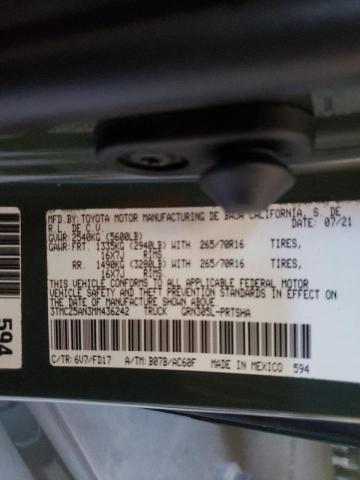 MFD.BY:TOYOTA MOTOR MANUFACTURING DE BAJA CALIFORNIA, S. DE
R.L. DE C.V. 07/21
GVWR:2540KG (5600LB)
GAWR:FRT. 1335KG (2940LB) WITH 265/70R16 TIRES,
16X7J RIMS
RR. 1490KG (3280LB) WITH 265/70R16 TIRES,
16X7J RIMS
THIS VEHICLE CONFORMS TO ALL APPLICABLE FEDERAL MOTOR
VEHICLE SAFETY AND THEFT PREVENTION STANDARDS IN EFFECT ON
THE DATE OF MANUFACTURE SHOWN ABOVE.
3TMCZ5AN3MM436242 TRUCK GRN305L-PRTSHA
C/TR: 6V7/FD17 A/TM: B07B/AC60F MADE IN MEXICO 594
594